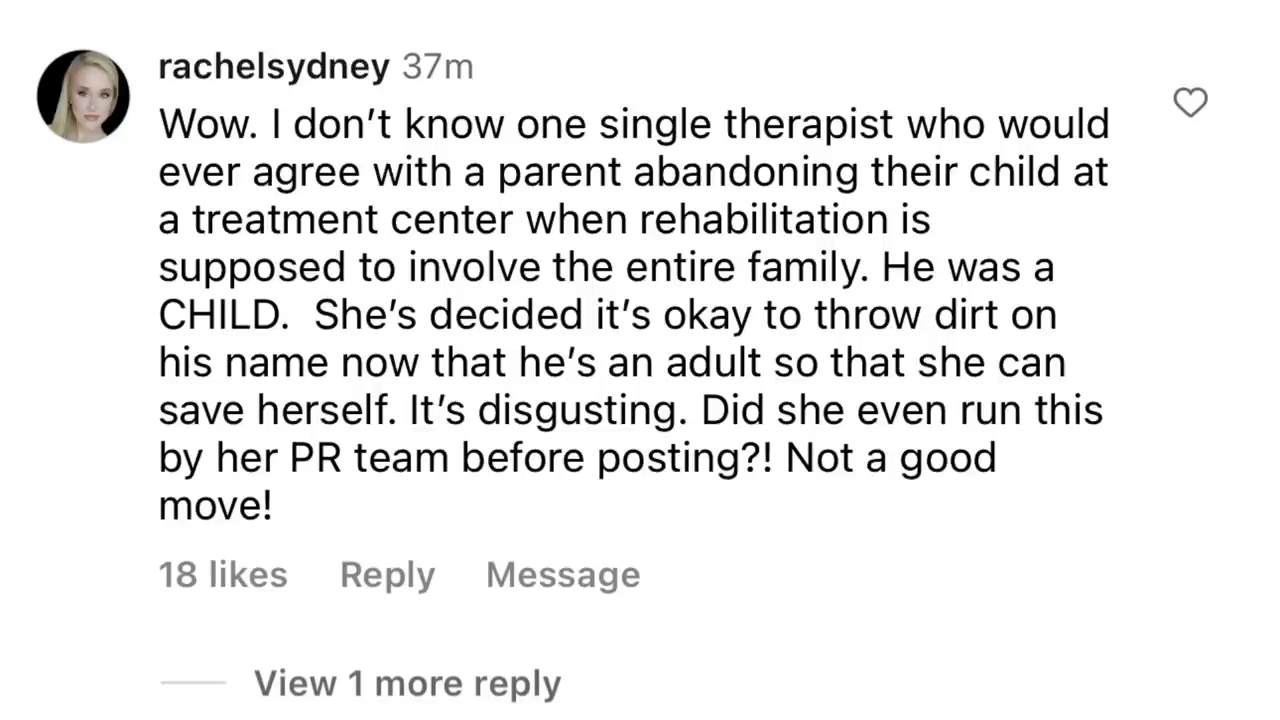 rachelsydney 37m
Wow. I don’t know one single therapist who would
ever agree with a parent abandoning their child at
a treatment center when rehabilitation is
supposed to involve the entire family. He was a
CHILD.  She’s decided it’s okay to throw dirt on
his name now that he’s an adult so that she can
save herself. It’s disgusting. Did she even run this
by her PR team before posting?! Not a good
move!
18 likes Reply Message
View 1 more reply